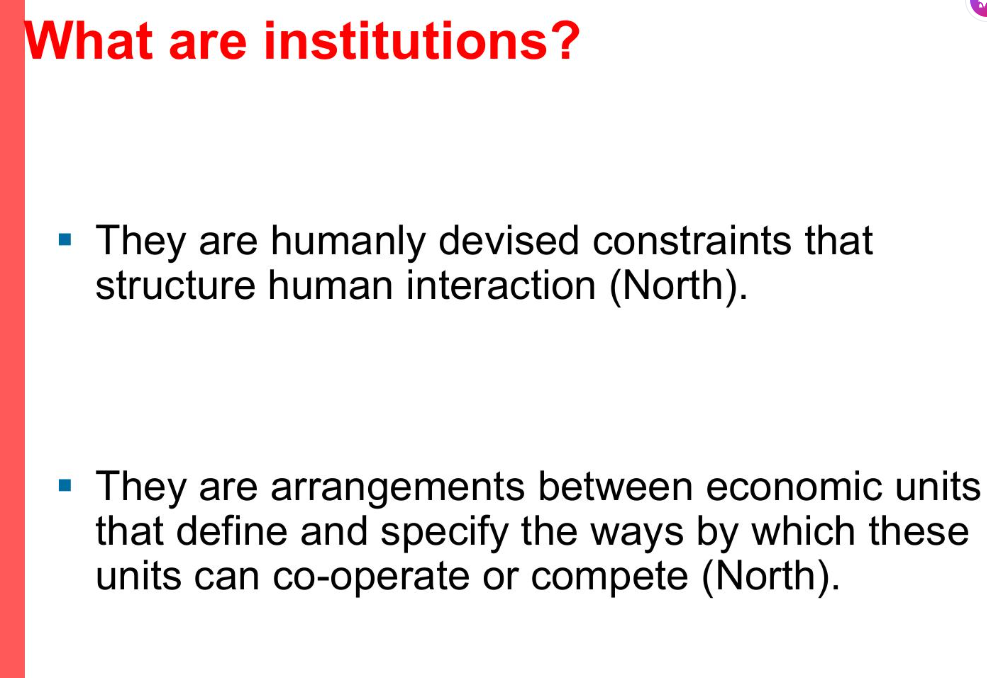 What are institutions?
▪ They are humanly devised constraints that
structure human interaction (North).
▪ They are arrangements between economic units
that define and specify the ways by which these
units can co-operate or compete (North).